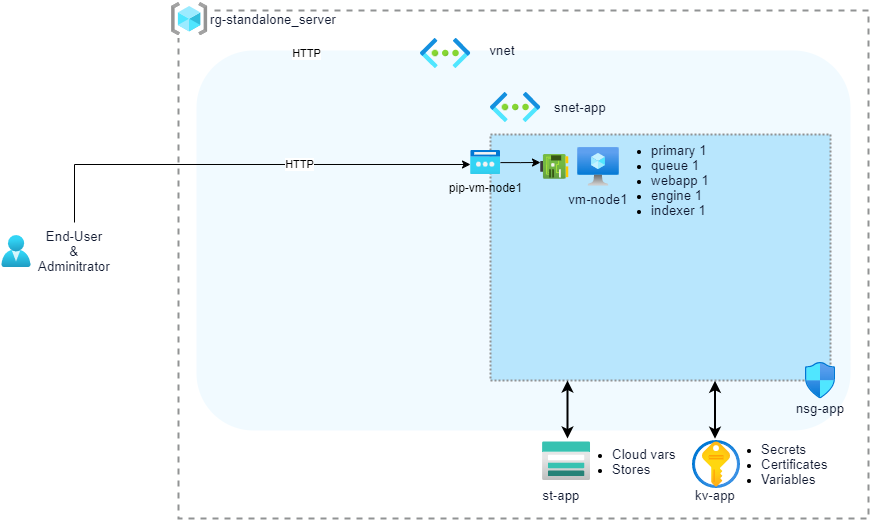 rg-standalone_server
HTTP
vnet
snet-app
HTTP
pip-vm-node1
vm-node1
primary 1
queue 1
webapp 1
engine 1
indexer 1
End-User
&
Adminitrator
nsg-app
Cloud vars
Stores
st-app
Secrets
Certificates
Variables
kv-app